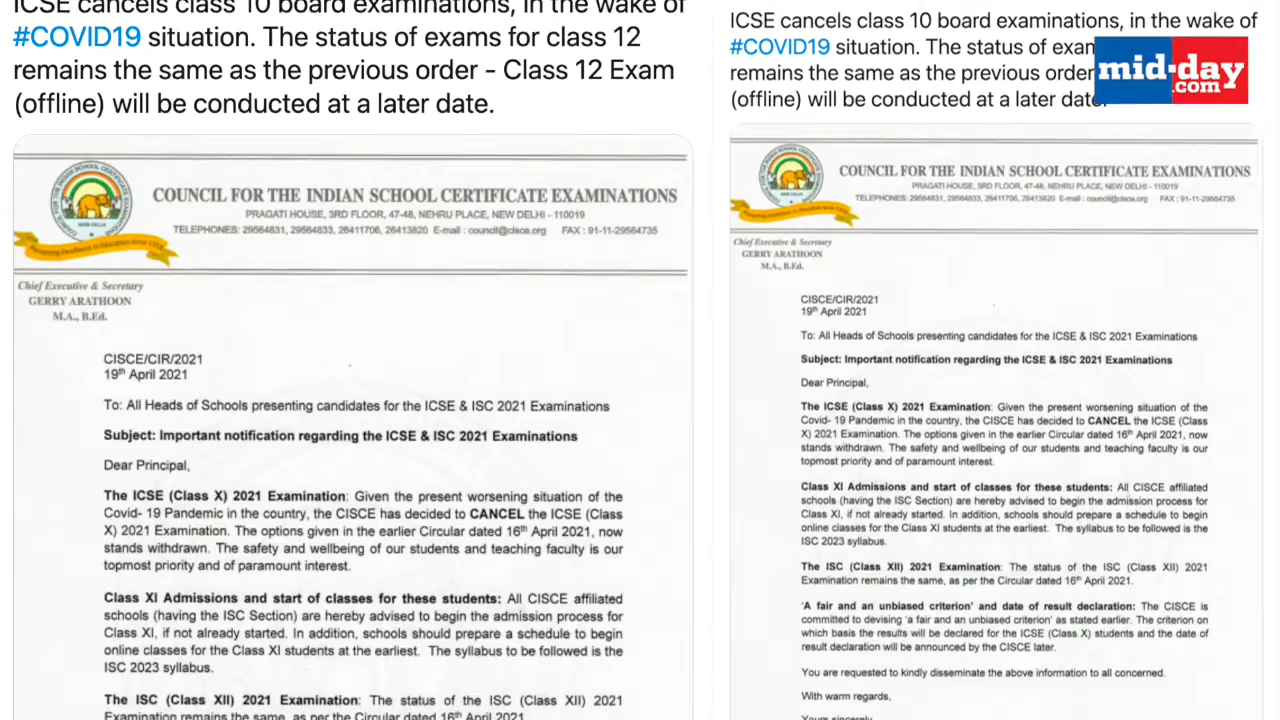 ICSE cancels class 10 board examinations, in the wake of
#COVID19 situation. The status of exams for class 12
remains the same as the previous order - Class 12 Exam
(offline) will be conducted at a later date.
COUNCIL FOR THE INDIAN SCHOOL CERTIFICATE EXAMINATIONS
PRAGATI HOUSE, 3RD FLOOR, 47-48, NEHRU PLACE, NEW DELHI - 110019
TELEPHONES: 29564831, 29564833, 26411706, 26413820 E-mail : council@cisce.org FAX : 91-11-29564735
Chief Executive & Secretary
GERRY ARATHOON
M.A., B.Ed.
CISCE/CIR/2021
19th April 2021
To: All Heads of Schools presenting candidates for the ICSE & ISC 2021 Examinations
Subject: Important notification regarding the ICSE & ISC 2021 Examinations
Dear Principal,
The ICSE (Class X) 2021 Examination: Given the present worsening situation of the
Covid- 19 Pandemic in the country, the CISCE has decided to CANCEL the ICSE (Class
X) 2021 Examination. The options given in the earlier Circular dated 16th April 2021, now
stands withdrawn. The safety and wellbeing of our students and teaching faculty is our
topmost priority and of paramount interest.
Class XI Admissions and start of classes for these students: All CISCE affiliated
schools (having the ISC Section) are hereby advised to begin the admission process for
Class XI, if not already started. In addition, schools should prepare a schedule to begin
online classes for the Class XI students at the earliest. The syllabus to be followed is the
ISC 2023 syllabus.
The ISC (Class XII) 2021 Examination: The status of the ISC (Class XII) 2021
Examination remains the same, as per the Circular dated 16th April 2021.
ICSE cancels class 10 board examinations, in the wake of
#COVID19 situation. The status of exam
remains the same as the previous order
(offline) will be conducted at a later date.
mid-day
.com
COUNCIL FOR THE INDIAN SCHOOL CERTIFICATE EXAMINATIONS
PRAGATI HOUSE, 3RD FLOOR, 47-48, NEHRU PLACE, NEW DELHI - 110019
TELEPHONES: 29564831, 29564833, 26411706, 26413820 E-mail : council@cisce.org FAX : 91-11-29564735
Chief Executive & Secretary
GERRY ARATHOON
M.A., B.Ed.
CISCE/CIR/2021
19th April 2021
To: All Heads of Schools presenting candidates for the ICSE & ISC 2021 Examinations
Subject: Important notification regarding the ICSE & ISC 2021 Examinations
Dear Principal,
The ICSE (Class X) 2021 Examination: Given the present worsening situation of the
Covid- 19 Pandemic in the country, the CISCE has decided to CANCEL the ICSE (Class
X) 2021 Examination. The options given in the earlier Circular dated 16th April 2021, now
stands withdrawn. The safety and wellbeing of our students and teaching faculty is our
topmost priority and of paramount interest.
Class XI Admissions and start of classes for these students: All CISCE affiliated
schools (having the ISC Section) are hereby advised to begin the admission process for
Class XI, if not already started. In addition, schools should prepare a schedule to begin
online classes for the Class XI students at the earliest. The syllabus to be followed is the
ISC 2023 syllabus.
The ISC (Class XII) 2021 Examination: The status of the ISC (Class XII) 2021
Examination remains the same, as per the Circular dated 16th April 2021.
'A fair and an unbiased criterion' and date of result declaration: The CISCE is
committed to devising 'a fair and an unbiased criterion' as stated earlier. The criterion on
which basis the results will be declared for the ICSE (Class X) students and the date of
result declaration will be announced by the CISCE later.
You are requested to kindly disseminate the above information to all concerned.
With warm regards,
Yours sincerely